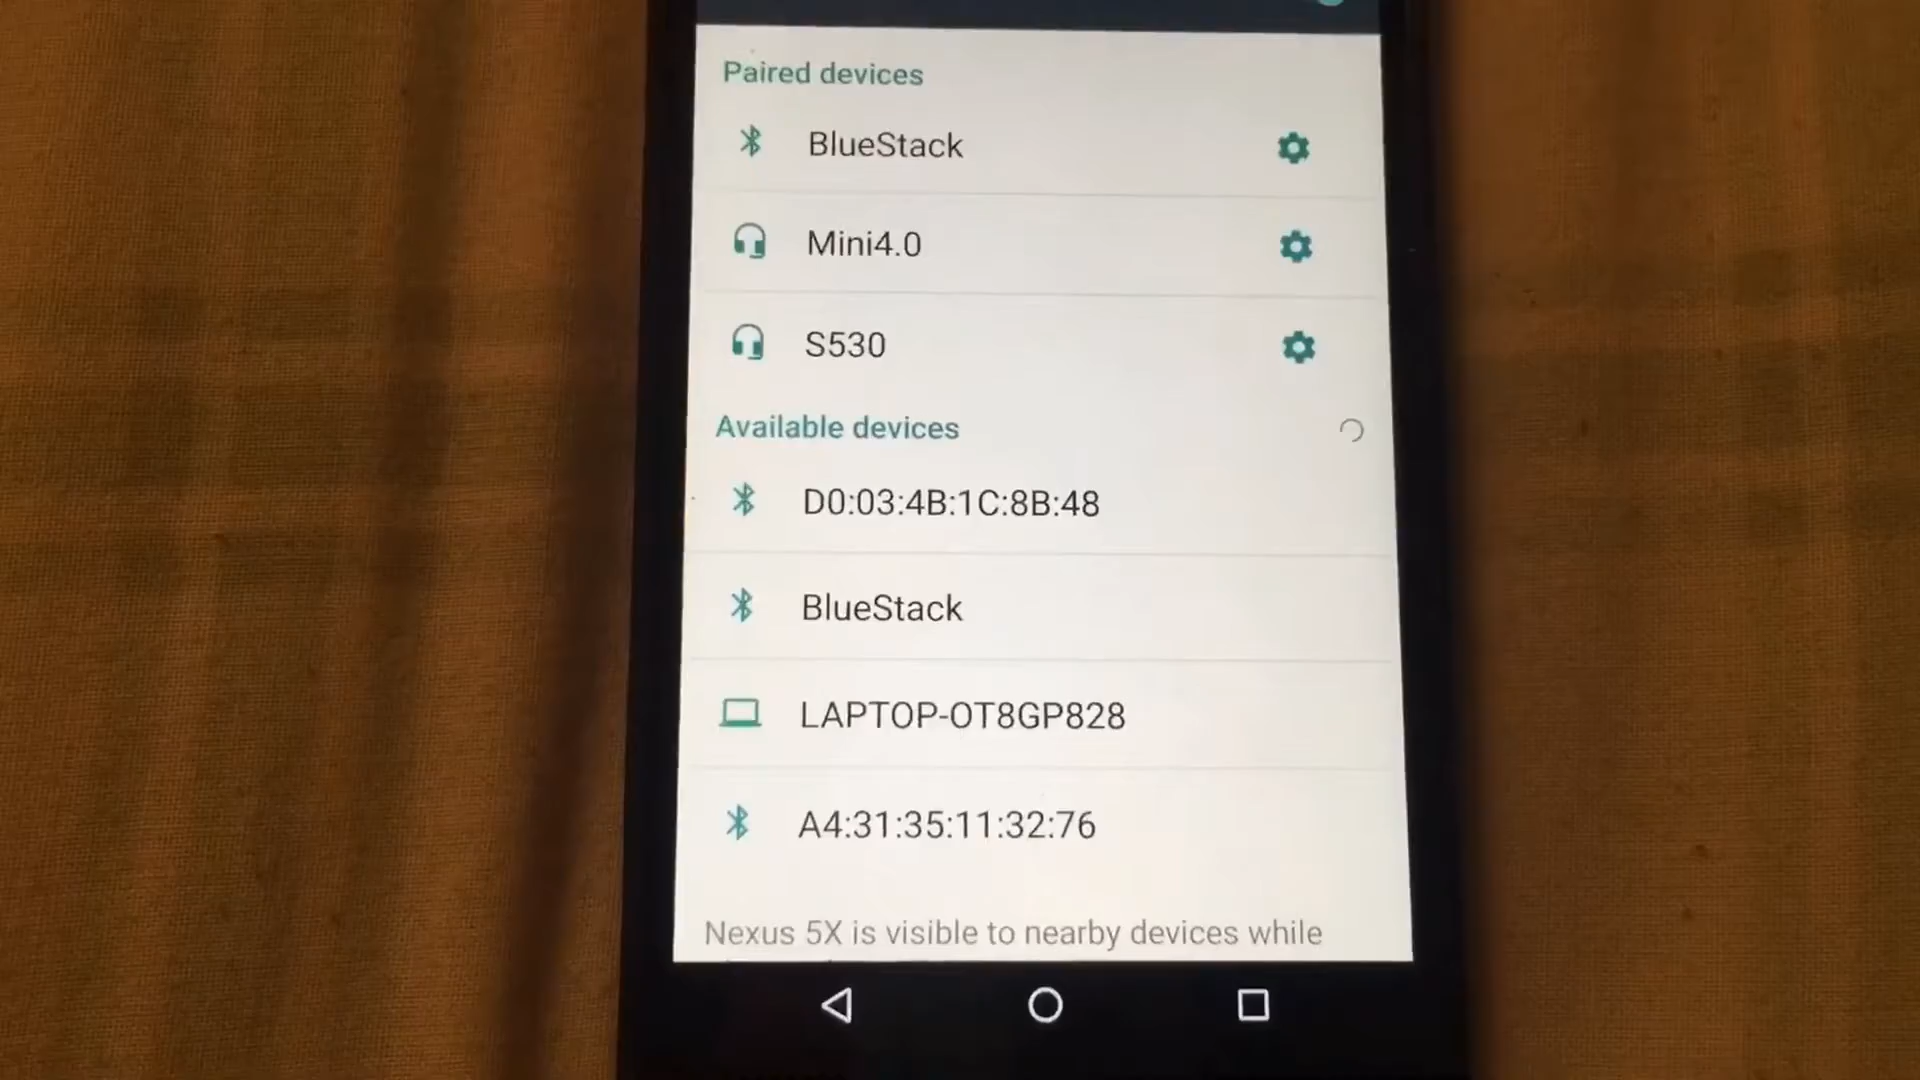 Paired devices
BlueStack
Mini4.0
S530
Available devices
D0:03:4B:1C:8B:48
BlueStack
LAPTOP-OT8GP828
A4:31:35:11:32:76
Nexus 5X is visible to nearby devices while